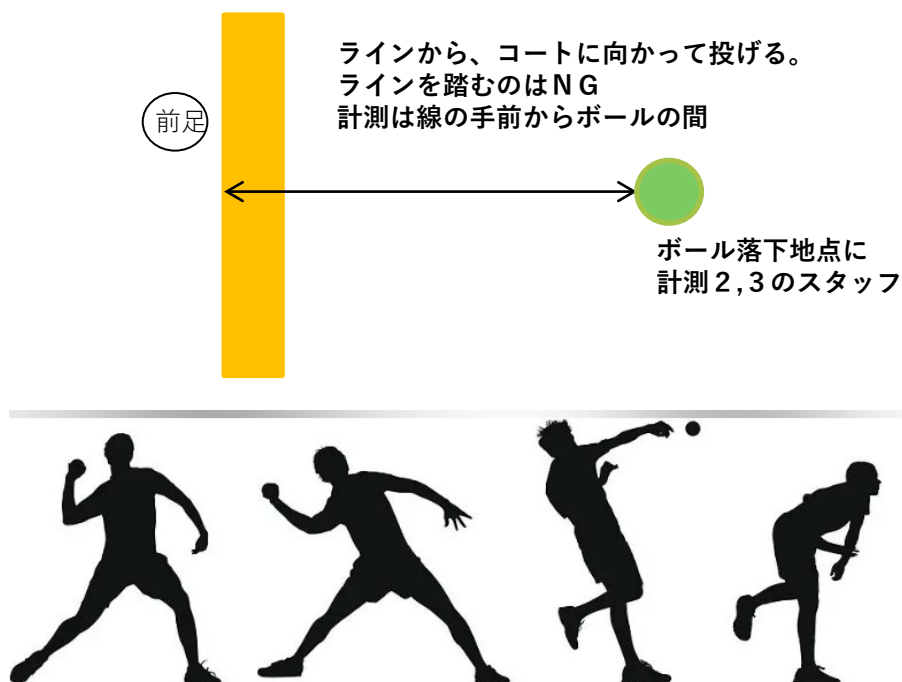 ラインから、コートに向かって投げる。
ラインを踏むのはＮＧ
計測は線の手前からボールの間
前足
ボール落下地点に
計測２,３のスタッフ